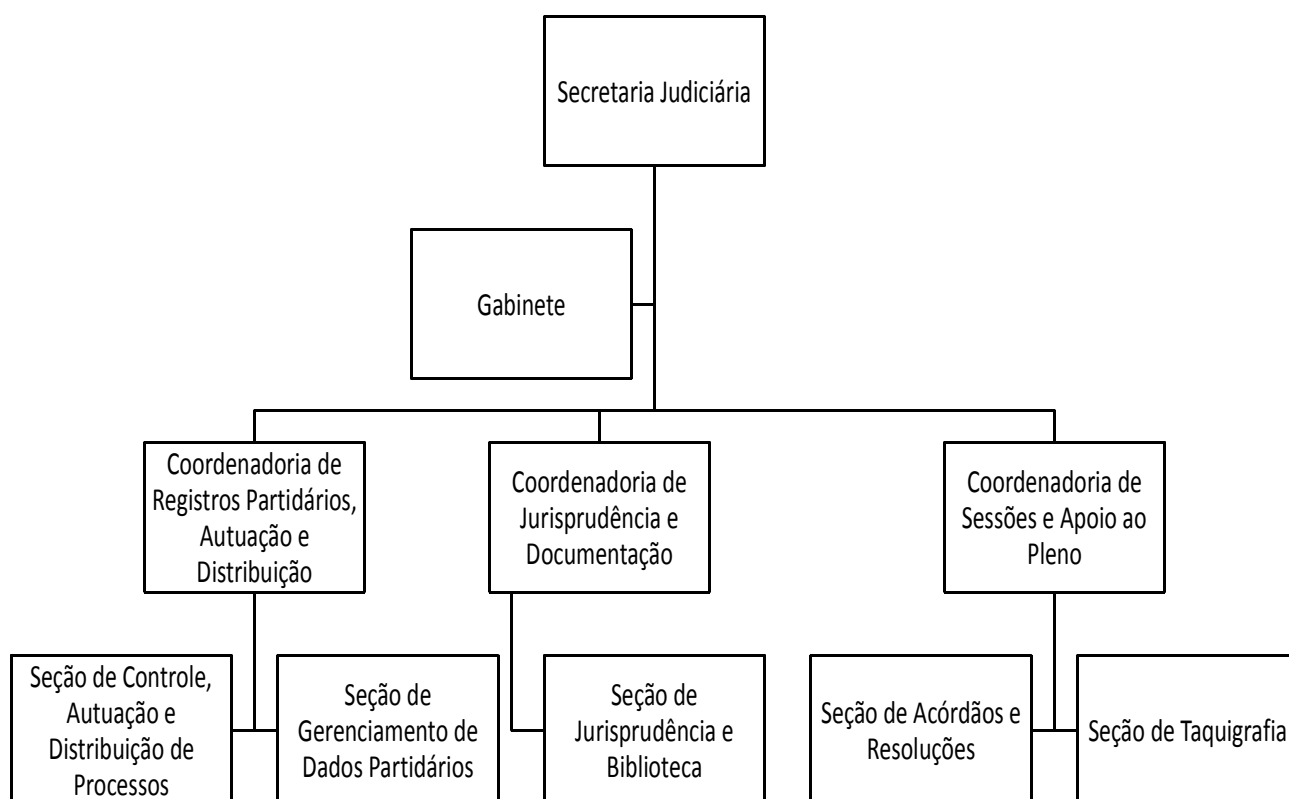 Secretaria Judiciária
Gabinete
Coordenadoria de
Registros Partidários,
Autuação e
Distribuição
Coordenadoria de
Jurisprudência e
Documentação
Coordenadoria de
Sessões e Apoio ao
Pleno
Seção de Controle,
Autuação e
Distribuição de
Processos
Seção de
Gerenciamento de
Dados Partidários
Seção de
Jurisprudência e
Biblioteca
Seção de Acórdãos e
Resoluções
Seção de Taquigrafia